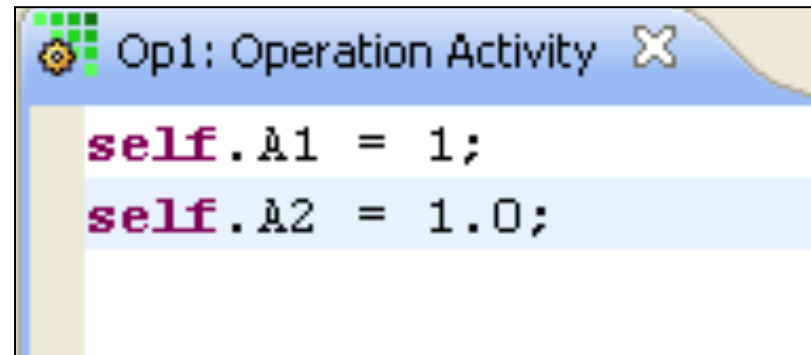 Op1: Operation Activity
self.A1 = 1;
self.A2 = 1.0;